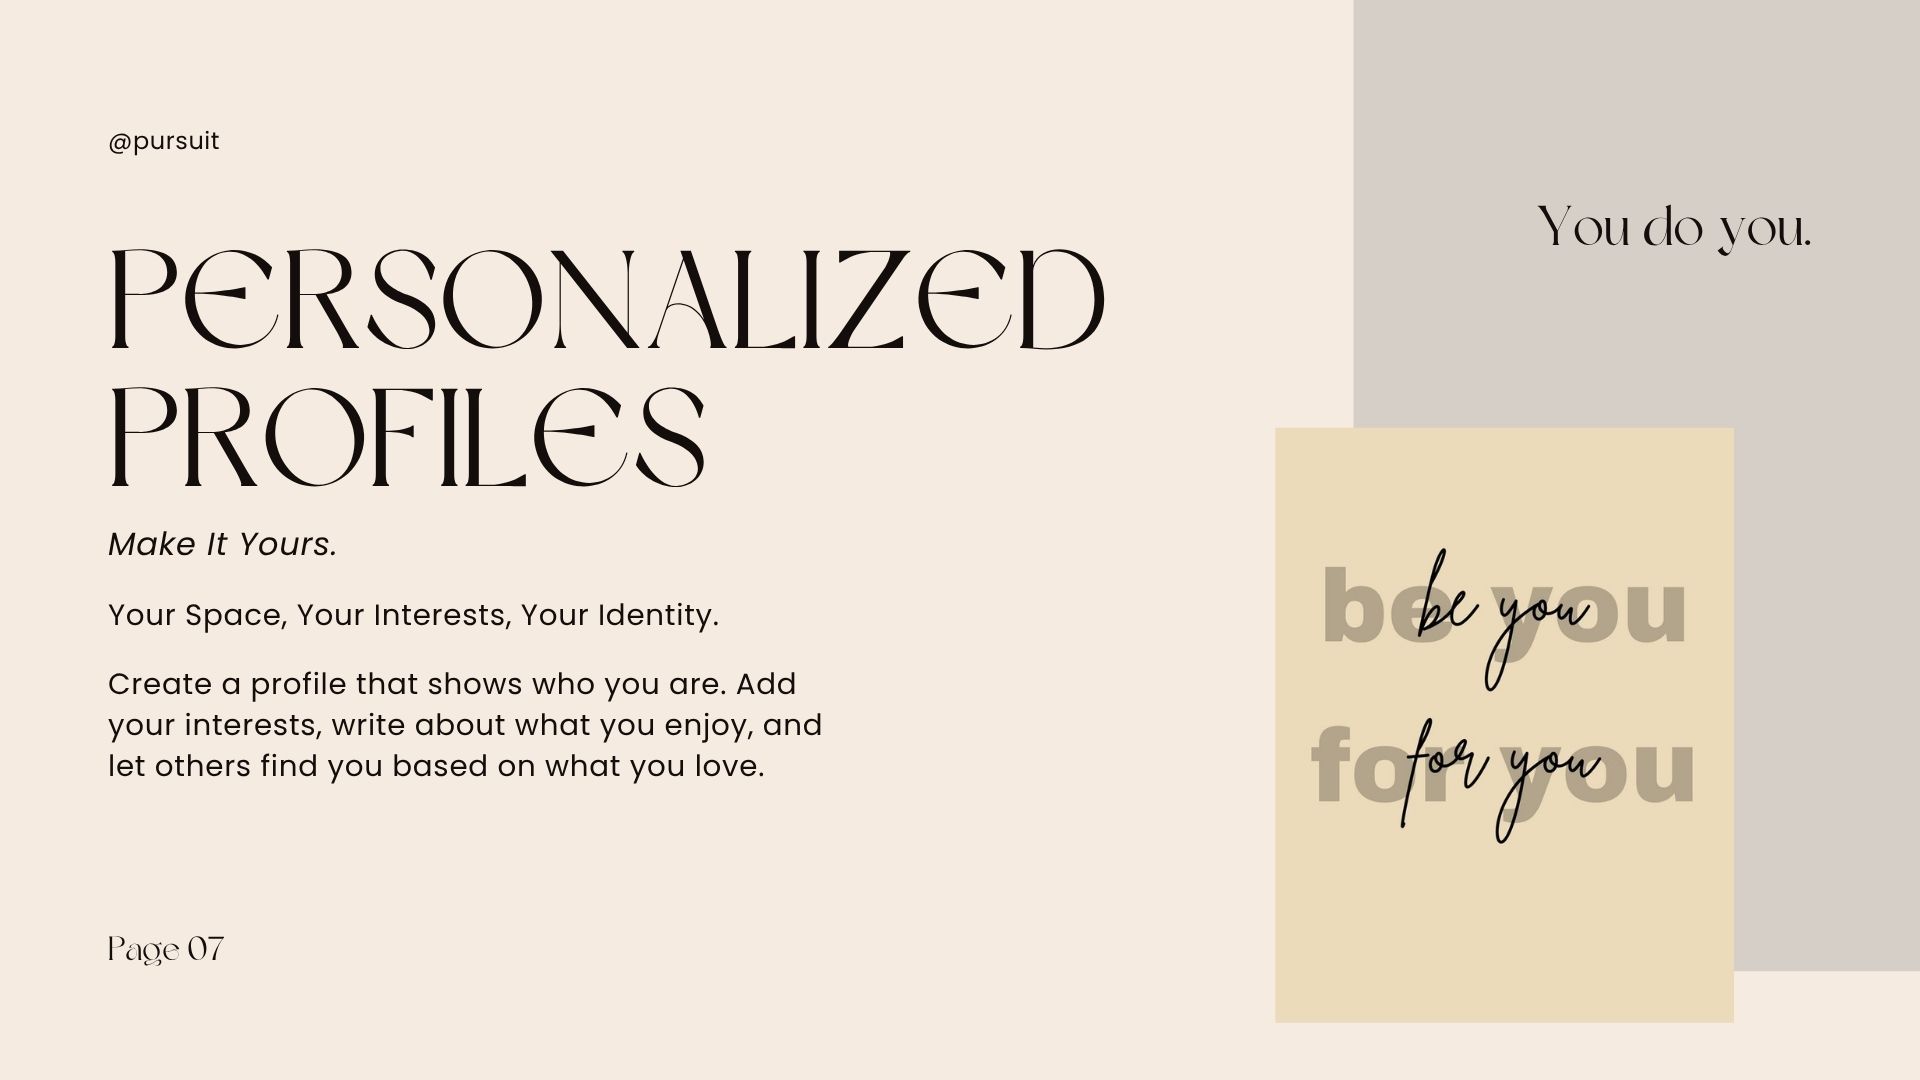 @pursuit
PERSONALIZED
PROFILES
Make It Yours.
Your Space, Your Interests, Your Identity.
Create a profile that shows who you are. Add
your interests, write about what you enjoy, and
let others find you based on what you love.
Page 07
You do you.
be you
be you
for you
for you